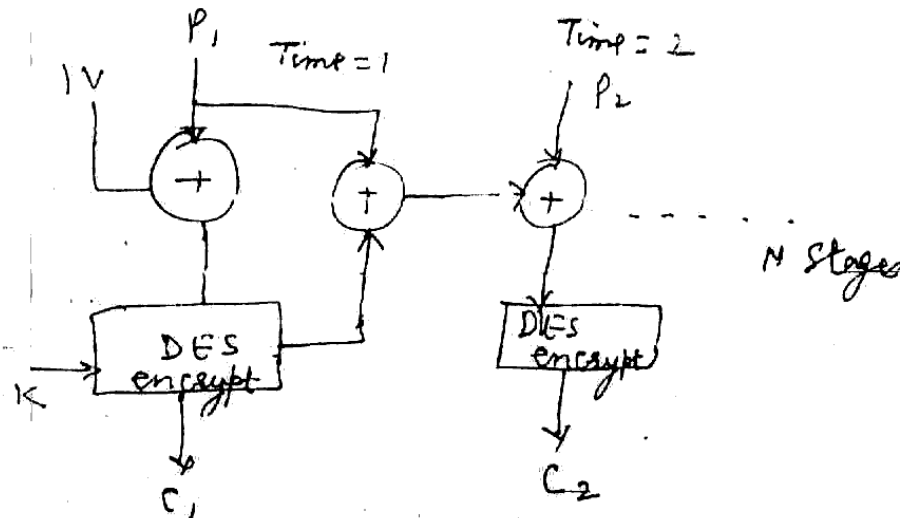 P1
Time = 1
Time = 2
IV
P2
+
+
+
N Stages
DES
encrypt
DES
encrypt
K
C1
C2